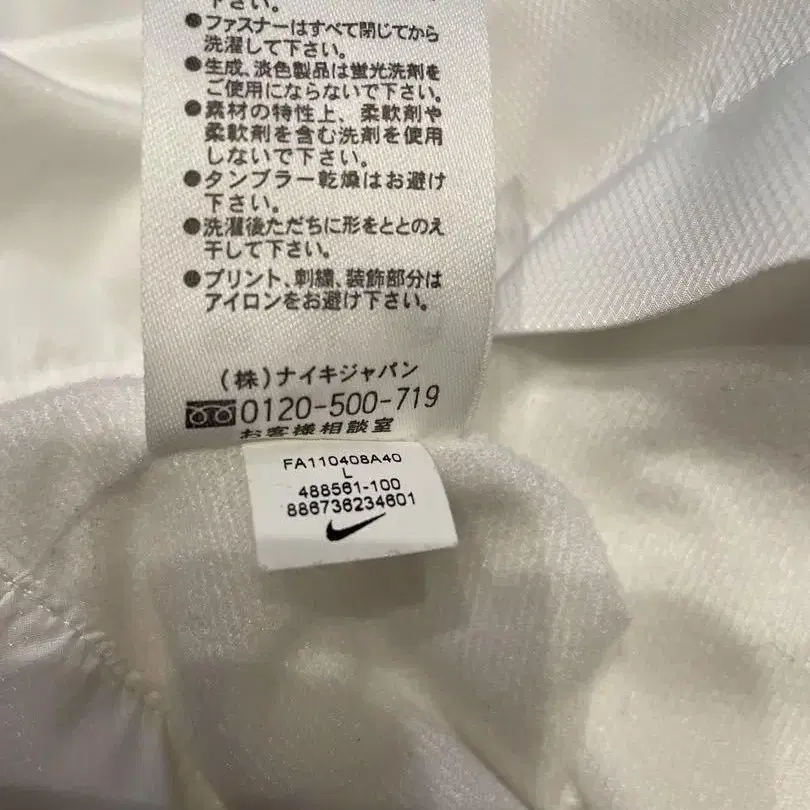 下さい。
●ファスナーはすべて閉じてから
洗濯して下さい。
●生成、淡色製品は蛍光洗剤を
ご使用にならないで下さい。
●素材の特性上、柔軟剤や
柔軟剤を含む洗剤を使用
しないで下さい。
●タンブラー乾燥はお避け
下さい。
●洗濯後ただちに形をととのえ
干して下さい。
●プリント、刺繍、装飾部分は
アイロンをお避け下さい。
(株)ナイキジャパン
0120-500-719
お客様相談室
FA110408A40
L
488561-100
886736234601